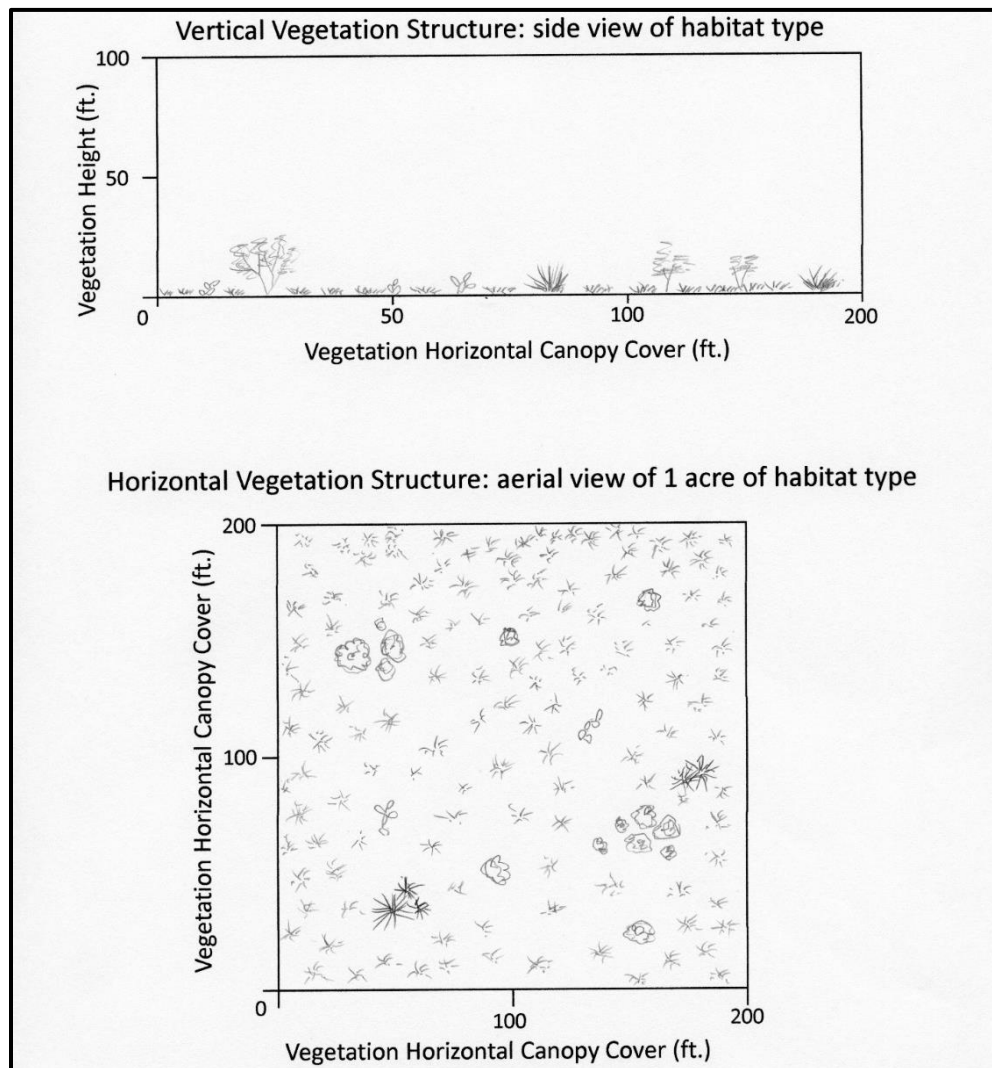 Vertical Vegetation Structure: side view of habitat type
Vegetation Height (ft.)
100
50
0
50
100
200
Vegetation Horizontal Canopy Cover (ft.)
Horizontal Vegetation Structure: aerial view of 1 acre of habitat type
Vegetation Horizontal Canopy Cover (ft.)
200
100
0
100
200
Vegetation Horizontal Canopy Cover (ft.)